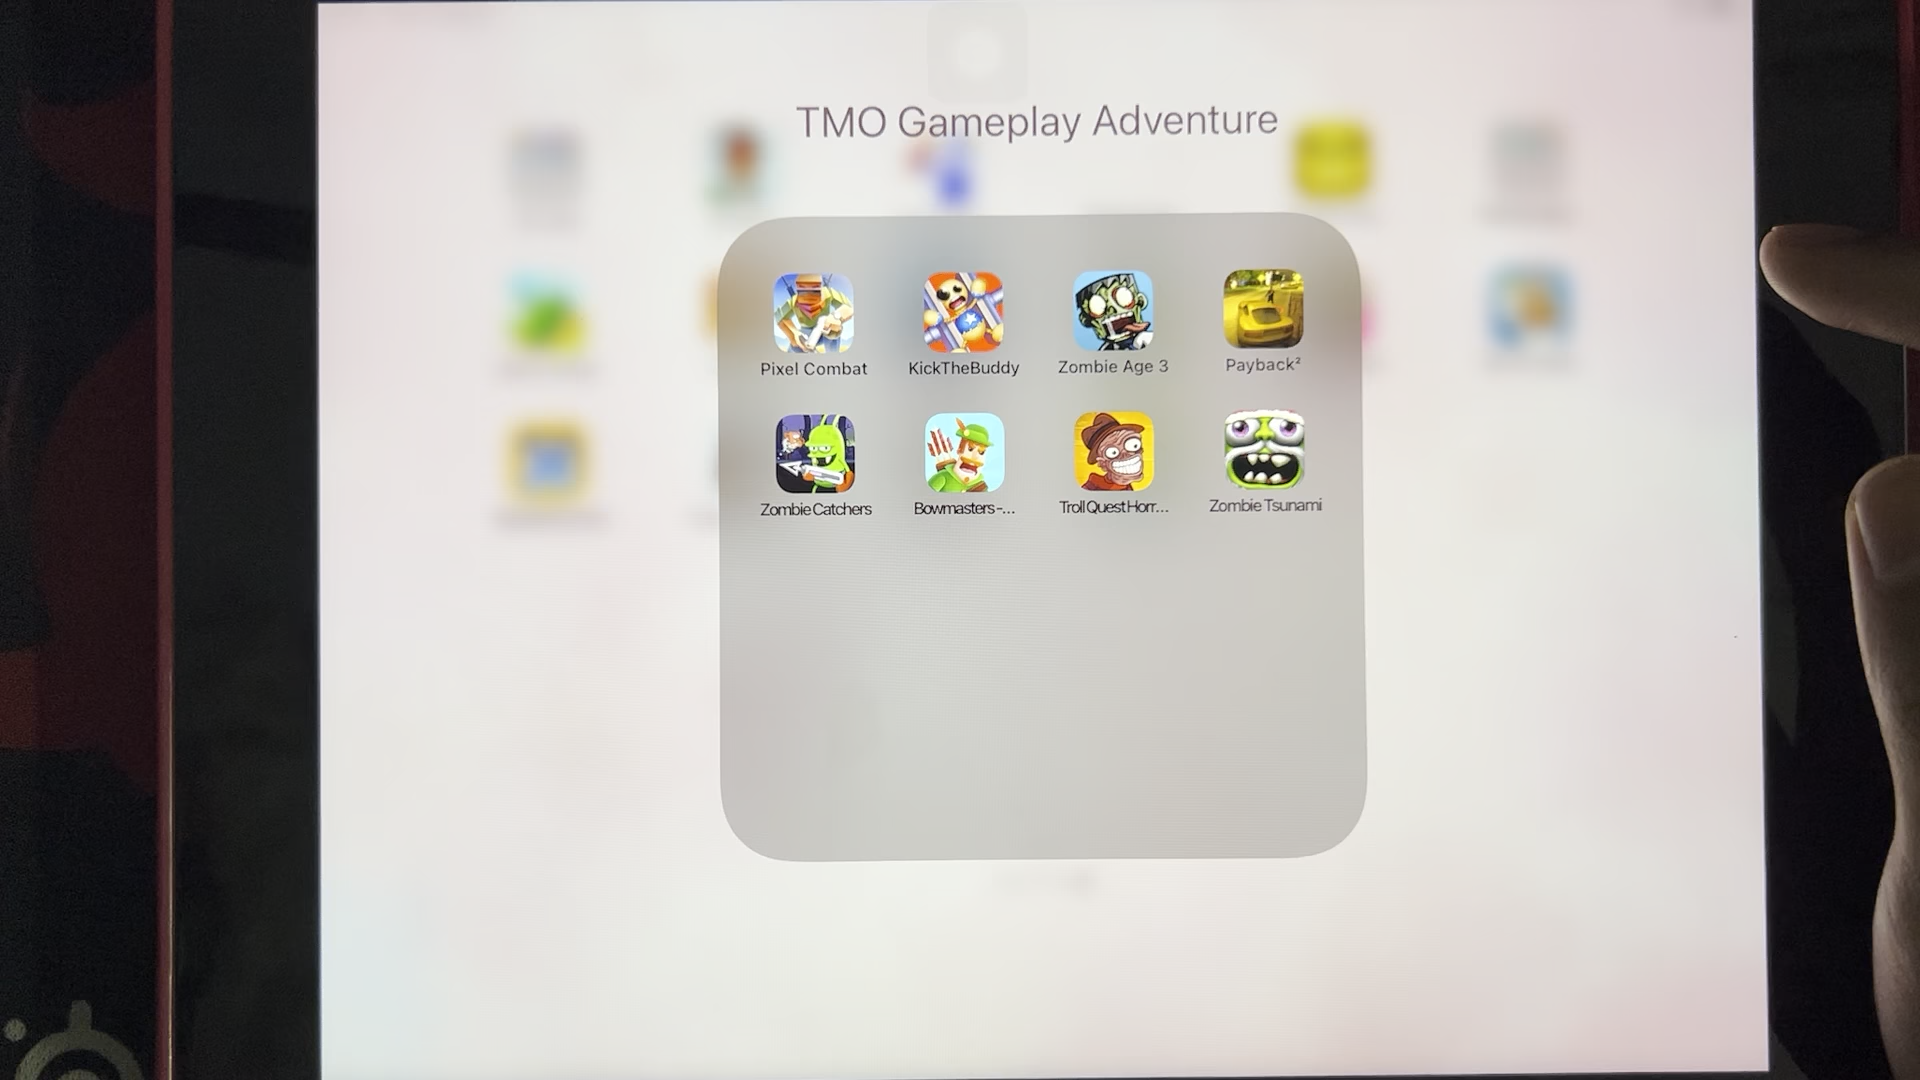 TMO Gameplay Adventure
Pixel Combat
KickTheBuddy
Zombie Age 3
Payback²
Zombie Catchers
Bowmasters -...
Troll Quest Horr...
Zombie Tsunami